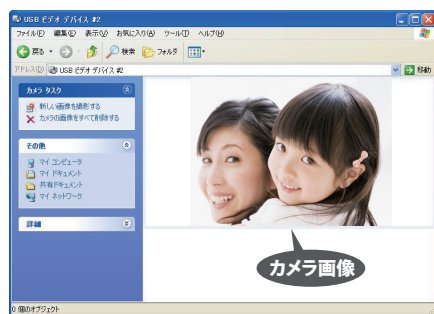 USB ビデオ デバイス #2
ファイル(F) 編集(E) 表示(V) お気に入り(A) ツール(T) ヘルプ(H)
戻る 検索 フォルダ
アドレス(D) USB ビデオ デバイス #2 移動
カメラ タスク
新しい画像を撮影する
カメラの画像をすべて削除する
その他
マイ コンピュータ
マイ ドキュメント
共有ドキュメント
マイ ネットワーク
詳細
カメラ画像
0 個のオブジェクト